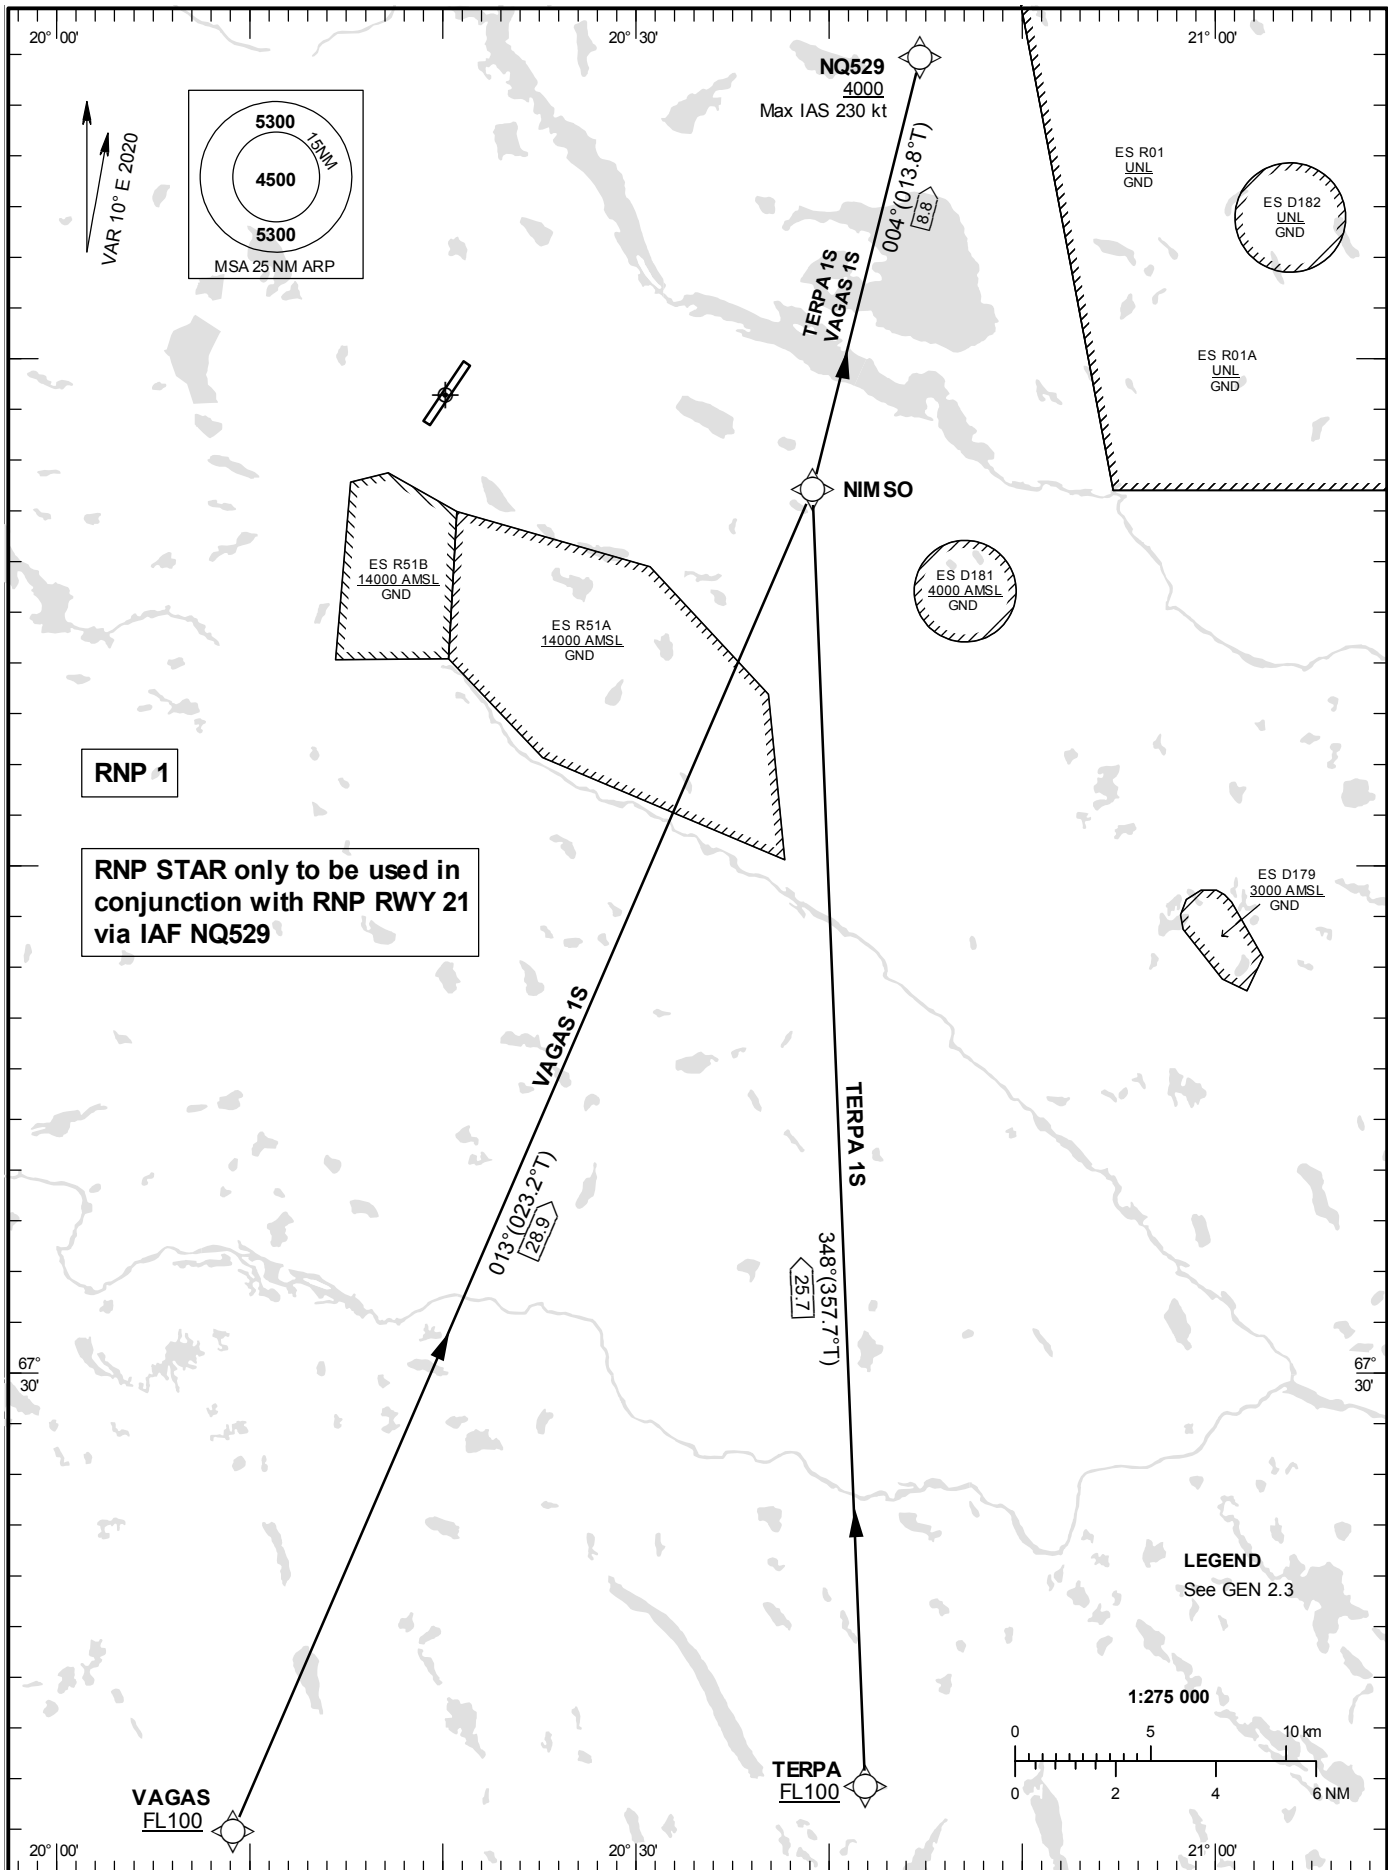 20° 00'
20° 30'
21° 00'
NQ529
4000
Max IAS 230 kt
VAR 10° E 2020
5300
15NM
4500
5300
MSA 25 NM ARP
004°(013.8°T)
8.8
ES R01
UNL
GND
ES D182
UNL
GND
TERPA 1S
VAGAS 1S
ES R01A
UNL
GND
NIMSO
ES R51B
14000 AMSL
GND
ES R51A
14000 AMSL
GND
ES D181
4000 AMSL
GND
RNP 1
RNP STAR only to be used in
conjunction with RNP RWY 21
via IAF NQ529
ES D179
3000 AMSL
GND
VAGAS 1S
TERPA 1S
013°(023.2°T)
28.9
348°(357.7°T)
25.7
67°
30'
67°
30'
LEGEND
See GEN 2.3
1:275 000
0 5 10 km
0 2 4 6 NM
TERPA
FL100
VAGAS
FL100
20° 00'
20° 30'
21° 00'